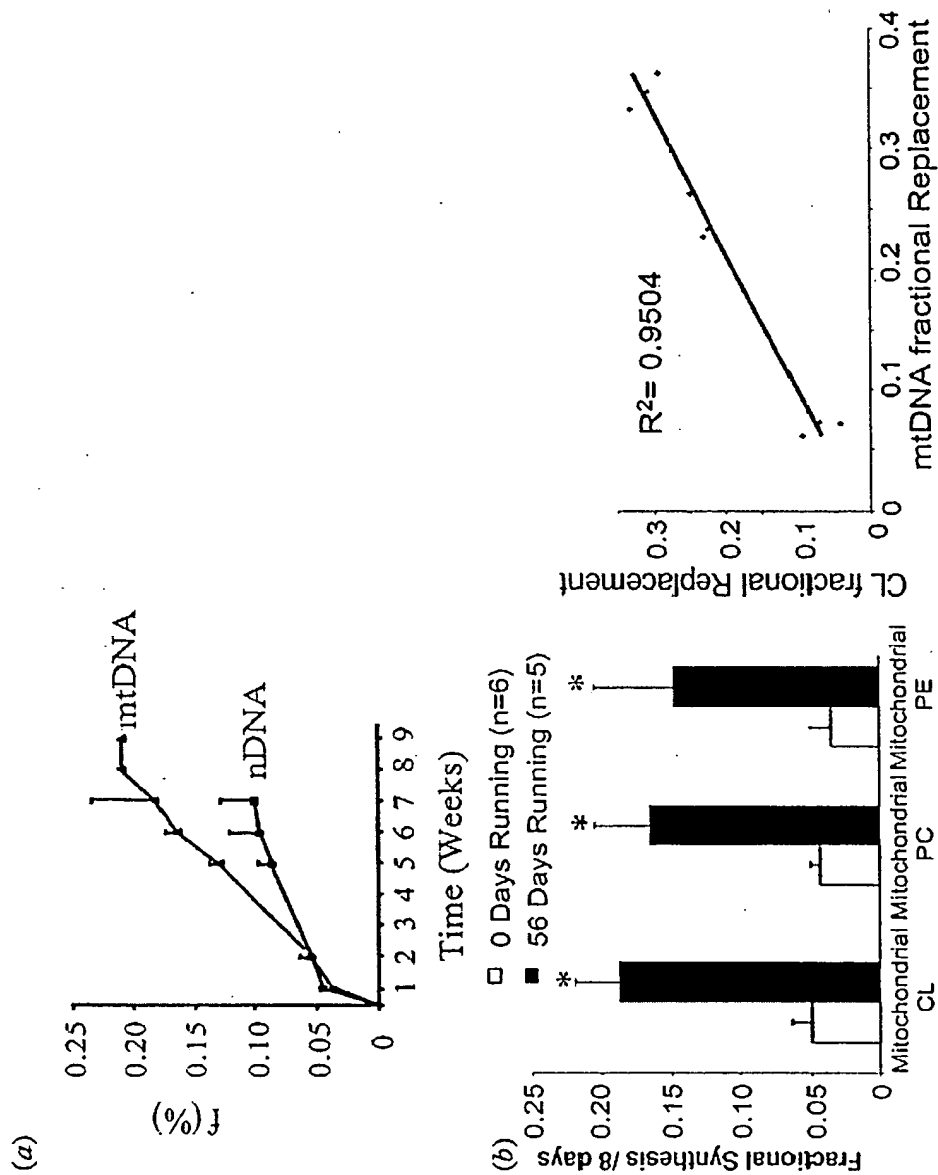 (a)
f (%)
0.25
0.20
0.15
0.10
0.05
0
mtDNA
nDNA
1 2 3 4 5 6 7 8 9
Time (Weeks)
(b)
Fractional Synthesis /8 days
0.25
0.20
0.15
0.10
0.05
0
□ 0 Days Running (n=6)
■ 56 Days Running (n=5)
*
*
*
Mitochondrial Mitochondrial Mitochondrial
CL PC PE
CL fractional Replacement
0.3
0.2
0.1
0
R²= 0.9504
0 0.1 0.2 0.3 0.4
mtDNA fractional Replacement